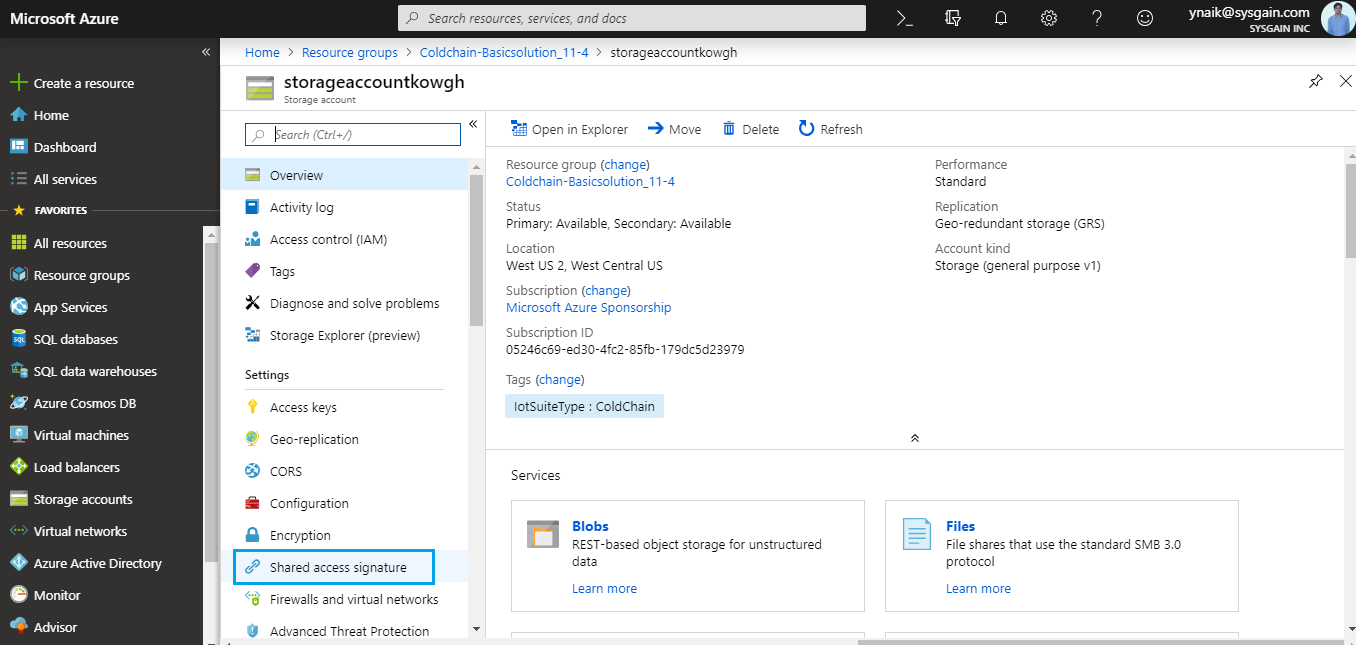 Microsoft Azure
Search resources, services, and docs
ynaik@sysgain.com
SYSGAIN INC
Create a resource
Home
Dashboard
All services
FAVORITES
All resources
Resource groups
App Services
SQL databases
SQL data warehouses
Azure Cosmos DB
Virtual machines
Load balancers
Storage accounts
Virtual networks
Azure Active Directory
Monitor
Advisor
Home > Resource groups > Coldchain-Basicsolution_11-4 > storageaccountkowgh
storageaccountkowgh
Storage account
Search (Ctrl+/)
Overview
Activity log
Access control (IAM)
Tags
Diagnose and solve problems
Storage Explorer (preview)
Settings
Access keys
Geo-replication
CORS
Configuration
Encryption
Shared access signature
Firewalls and virtual networks
Advanced Threat Protection
Open in Explorer Move Delete Refresh
Resource group (change)
Coldchain-Basicsolution_11-4
Status
Primary: Available, Secondary: Available
Location
West US 2, West Central US
Subscription (change)
Microsoft Azure Sponsorship
Subscription ID
05246c69-ed30-4fc2-85fb-179dc5d23979
Tags (change)
IotSuiteType : ColdChain
Performance
Standard
Replication
Geo-redundant storage (GRS)
Account kind
Storage (general purpose v1)
Services
Blobs
REST-based object storage for unstructured
data
Learn more
Files
File shares that use the standard SMB 3.0
protocol
Learn more